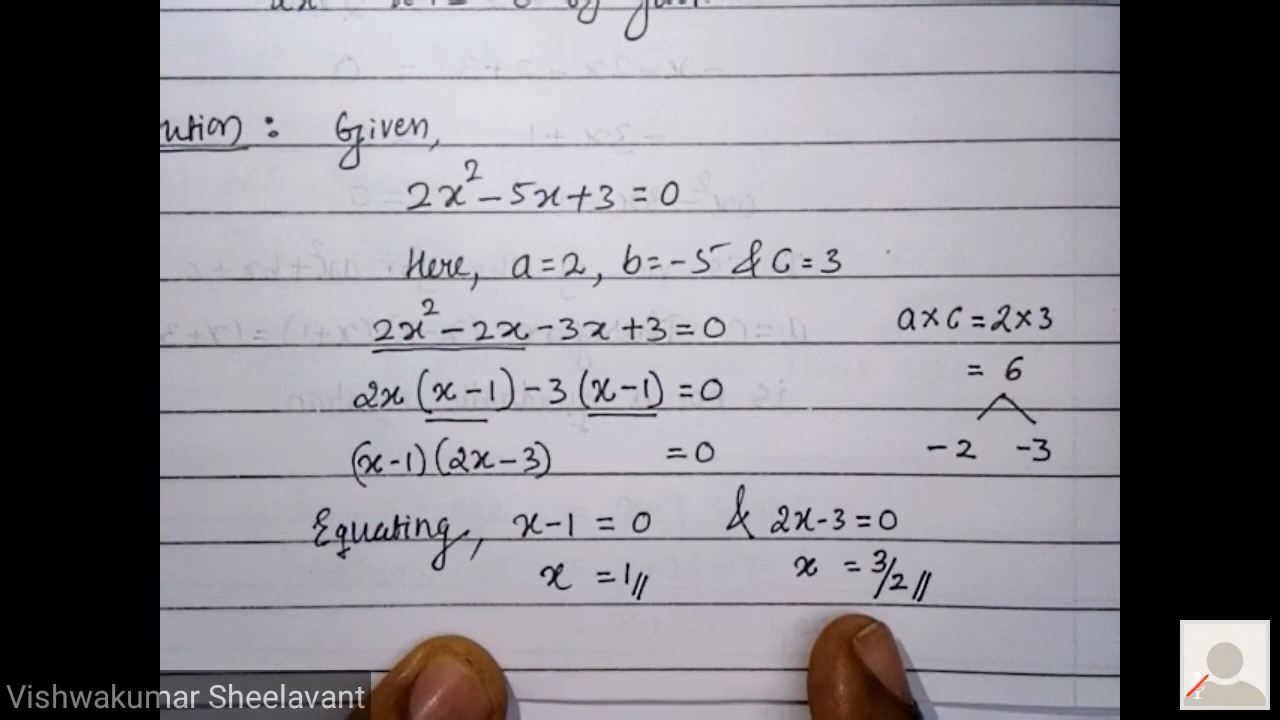 ution : Given,
2x² - 5x + 3 = 0
Here, a = 2, b = -5 & c = 3
2x² - 2x - 3x + 3 = 0
a × c = 2 × 3
2x (x - 1) - 3 (x - 1) = 0
= 6
(x - 1) (2x - 3) = 0
-2 -3
Equating, x - 1 = 0 & 2x - 3 = 0
x = 1// x = 3/2//
Vishwakumar Sheelavant